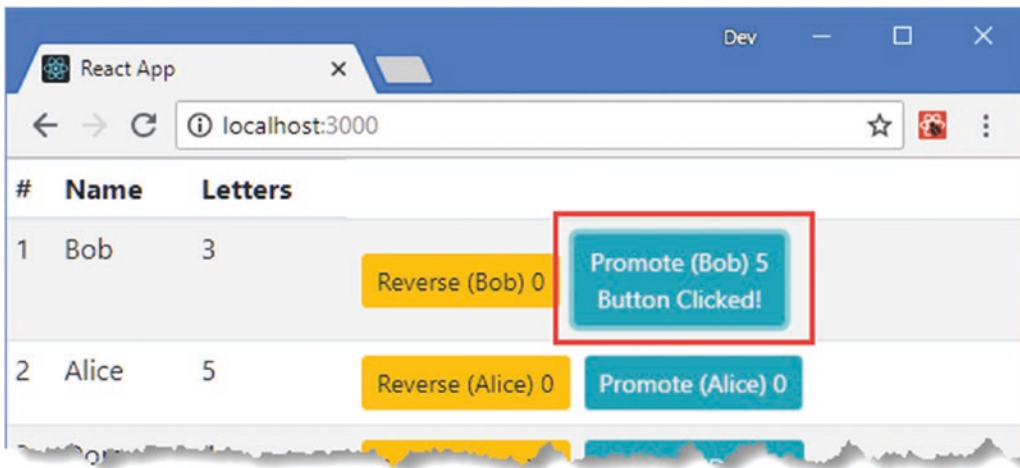 Dev
React App
localhost:3000
# Name Letters
1 Bob 3 Reverse (Bob) 0 Promote (Bob) 5
Button Clicked!
2 Alice 5 Reverse (Alice) 0 Promote (Alice) 0